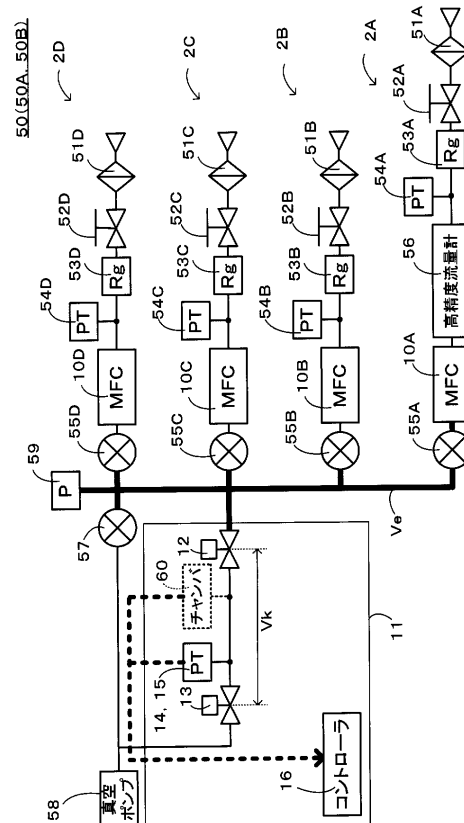 50(50A, 50B)
2D
2C
2B
2A
51D
52D
53D
Rg
54D
PT
10D
MFC
55D
51C
52C
53C
Rg
54C
PT
10C
MFC
55C
51B
52B
53B
Rg
54B
PT
10B
MFC
55B
51A
52A
53A
Rg
54A
PT
56
高精度流量計
10A
MFC
55A
59
P
57
Ve
58
真空
ポンプ
12
60
チャンバ
Vk
14, 15
PT
13
11
16
コントローラ